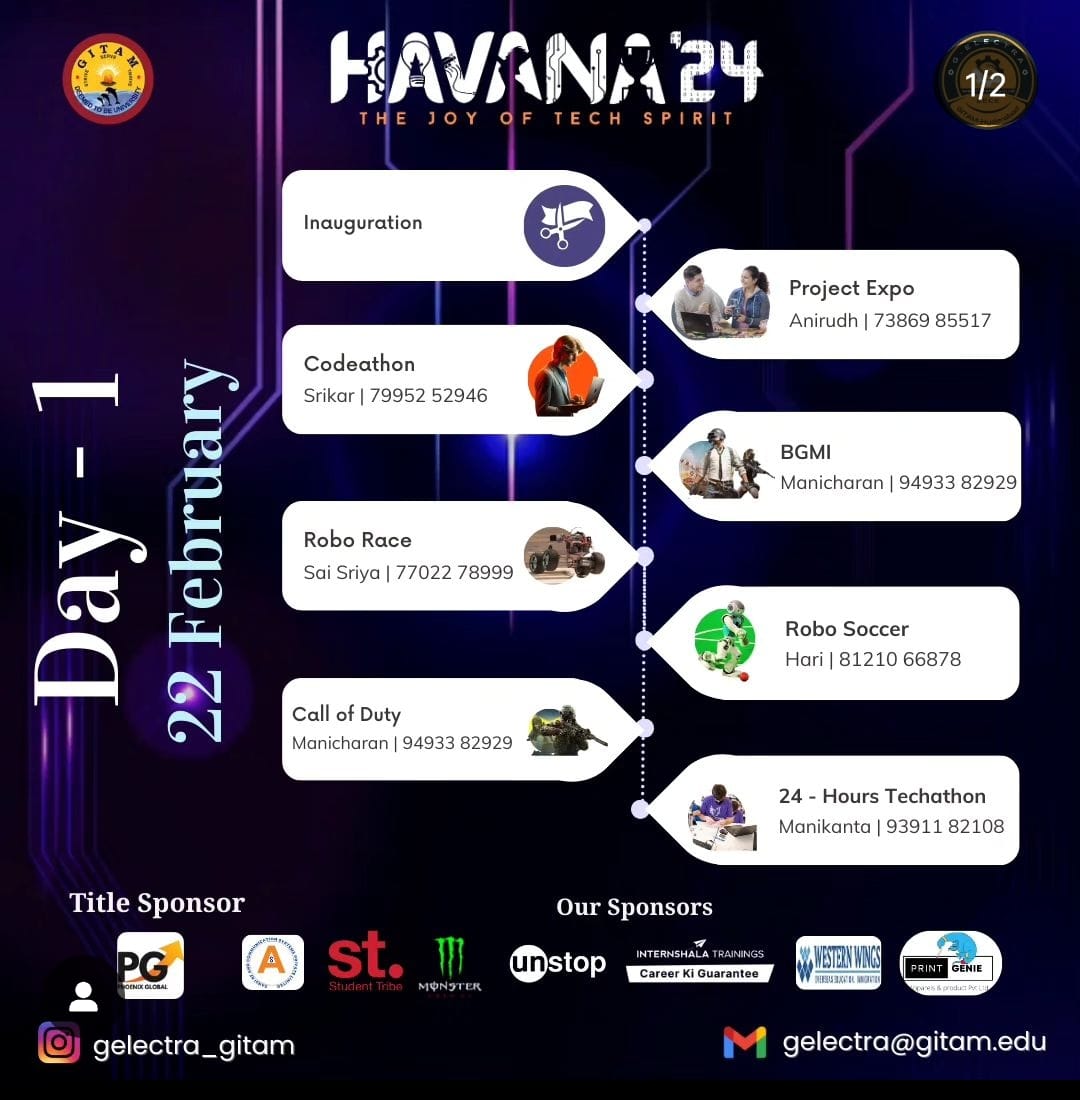 GITAM
DEEMED TO BE UNIVERSITY
HAVANA'24
THE JOY OF TECH SPIRIT
1/2
Inauguration
Project Expo
Anirudh | 73869 85517
Codeathon
Srikar | 79952 52946
BGMI
Manicharan | 94933 82929
Robo Race
Sai Sriya | 77022 78999
Robo Soccer
Hari | 81210 66878
Call of Duty
Manicharan | 94933 82929
24 - Hours Techathon
Manikanta | 93911 82108
Day - 1
22 February
Title Sponsor
Our Sponsors
PG
PHOENIX GLOBAL
st.
Student Tribe
MONSTER
unstop
INTERNSHALA TRAININGS
Career Ki Guarantee
WESTERN WINGS
OVERSEAS EDUCATION, IMMIGRATION
PRINT GENIE
gelectra_gitam
gelectra@gitam.edu